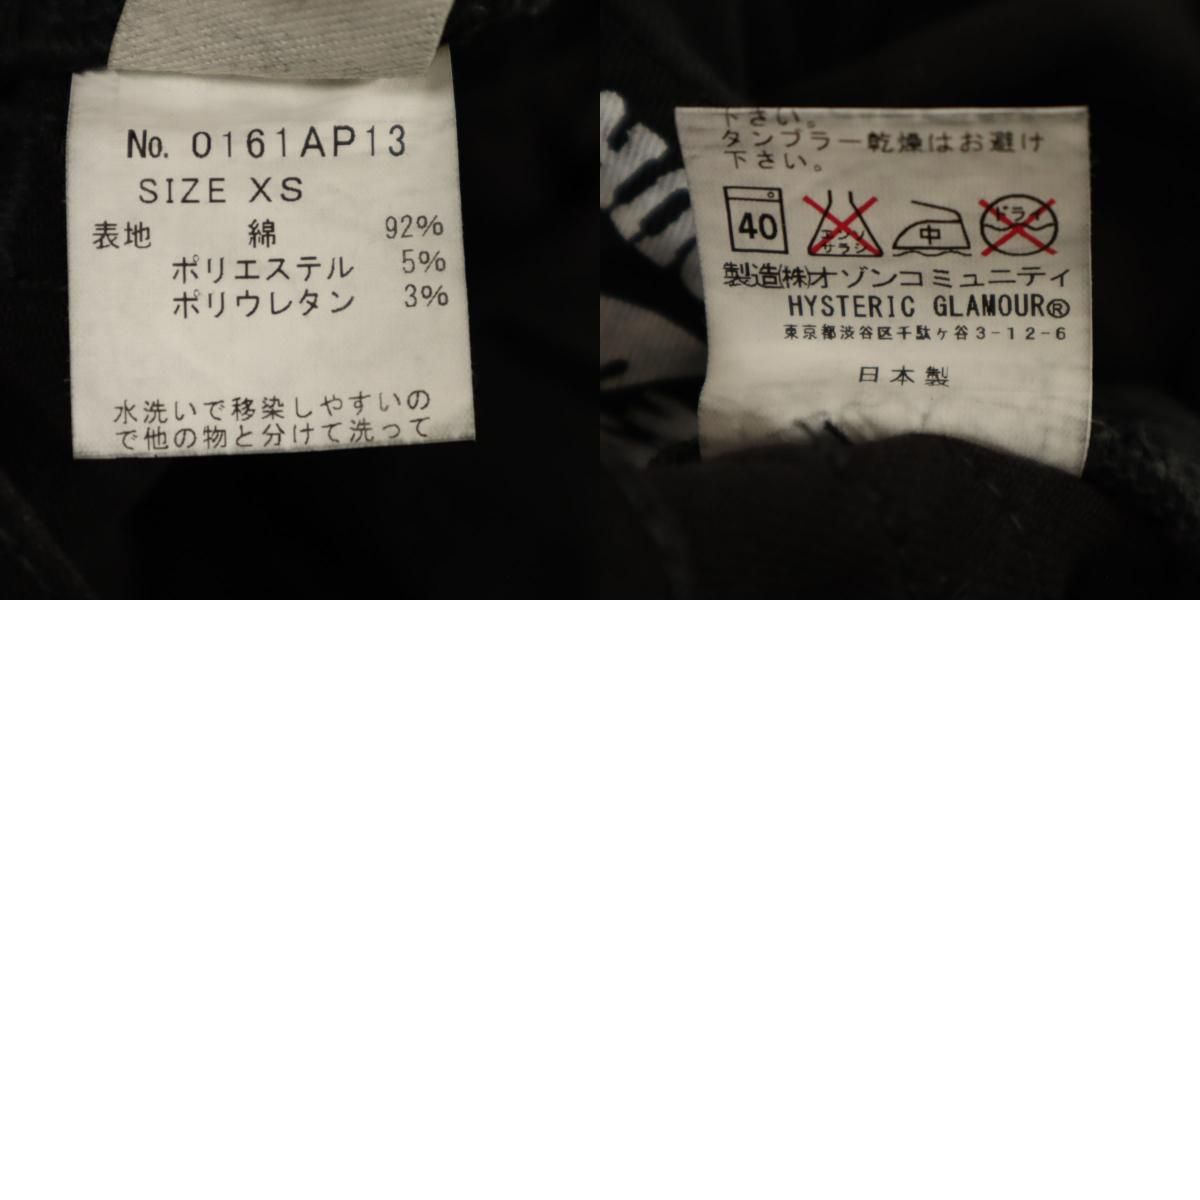 No. 0161AP13
SIZE XS
表地 綿 92%
ポリエステル 5%
ポリウレタン 3%
水洗いで移染しやすいの
で他の物と分けて洗って
下さい。
タンブラー乾燥はお避け
下さい。
40 エンソ サラシ 中 ドライ
製造(株)オゾンコミュニティ
HYSTERIC GLAMOUR®
東京都渋谷区千駄ヶ谷3-12-6
日本製